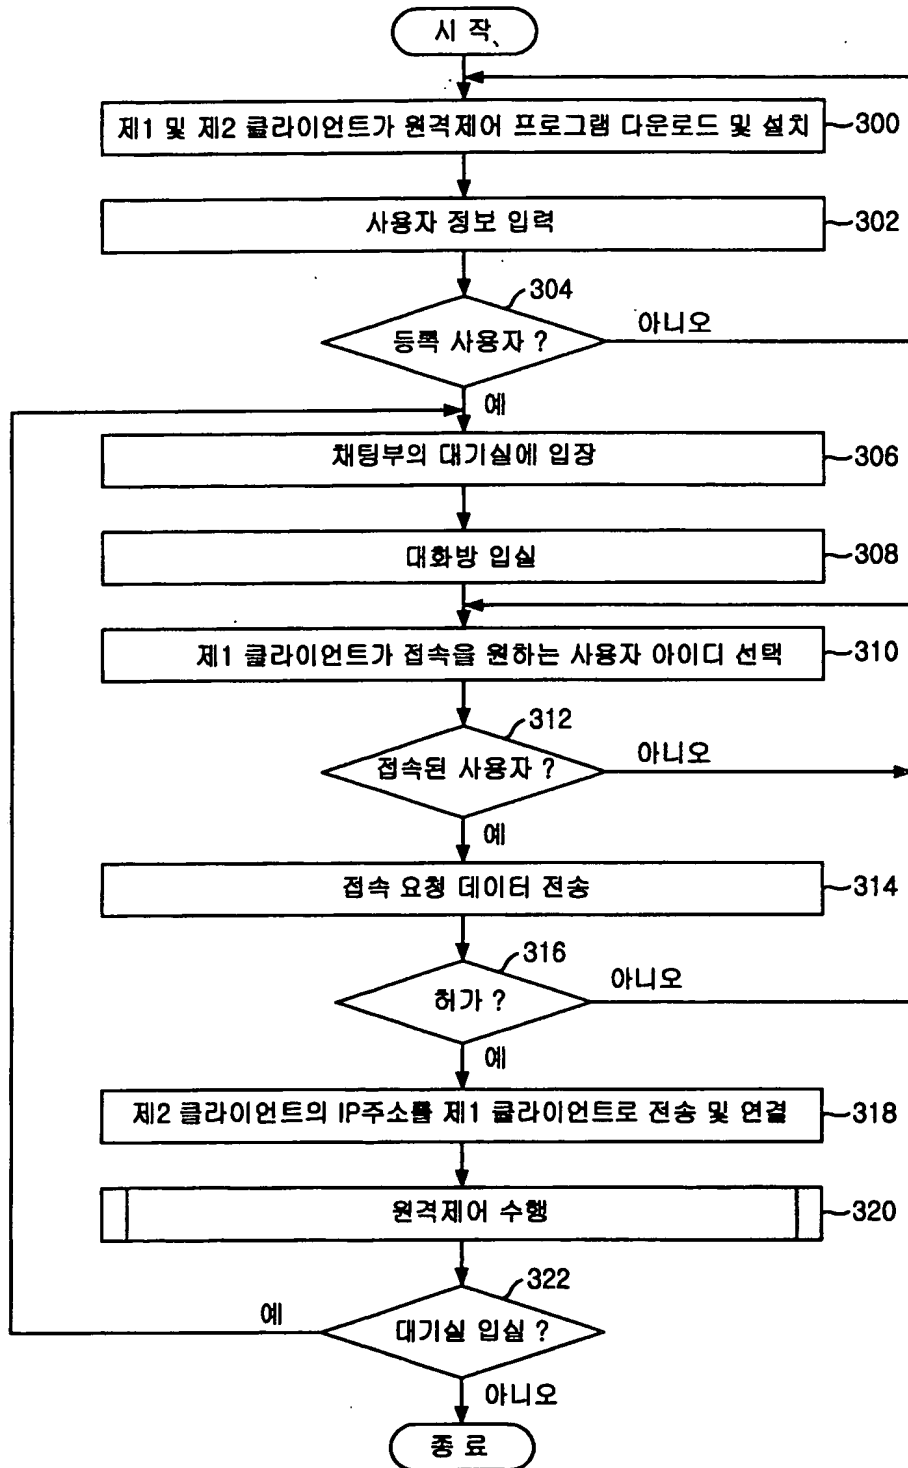 시 작
제1 및 제2 클라이언트가 원격제어 프로그램 다운로드 및 설치 300
사용자 정보 입력 302
304
등록 사용자 ? 아니오
예
채팅부의 대기실에 입장 306
대화방 입실 308
제1 클라이언트가 접속을 원하는 사용자 아이디 선택 310
312
접속된 사용자 ? 아니오
예
접속 요청 데이터 전송 314
316
허가 ? 아니오
예
제2 클라이언트의 IP주소를 제1 클라이언트로 전송 및 연결 318
원격제어 수행 320
322
예 대기실 입실 ?
아니오
종 료